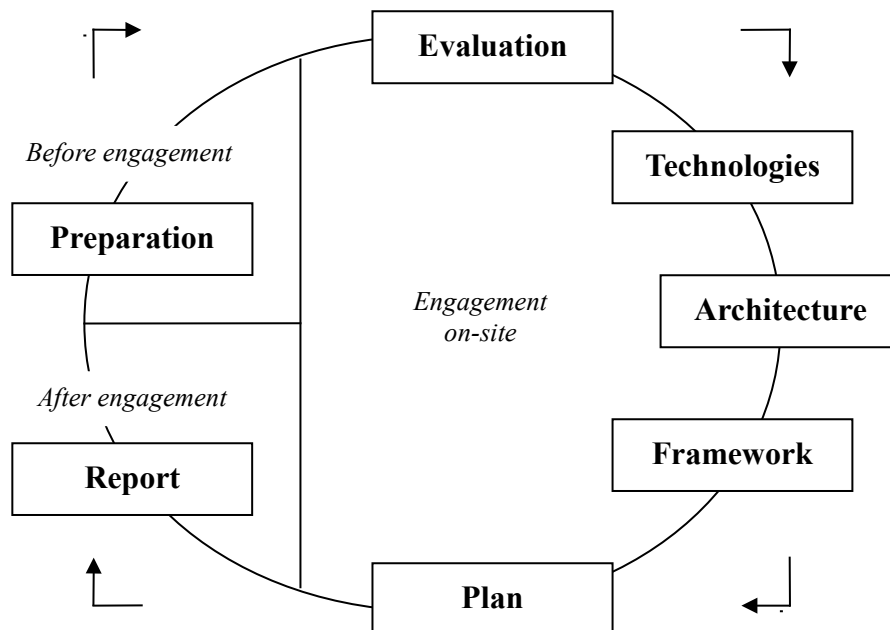 Evaluation
Before engagement
Technologies
Preparation
Engagement
on-site
Architecture
After engagement
Framework
Report
Plan